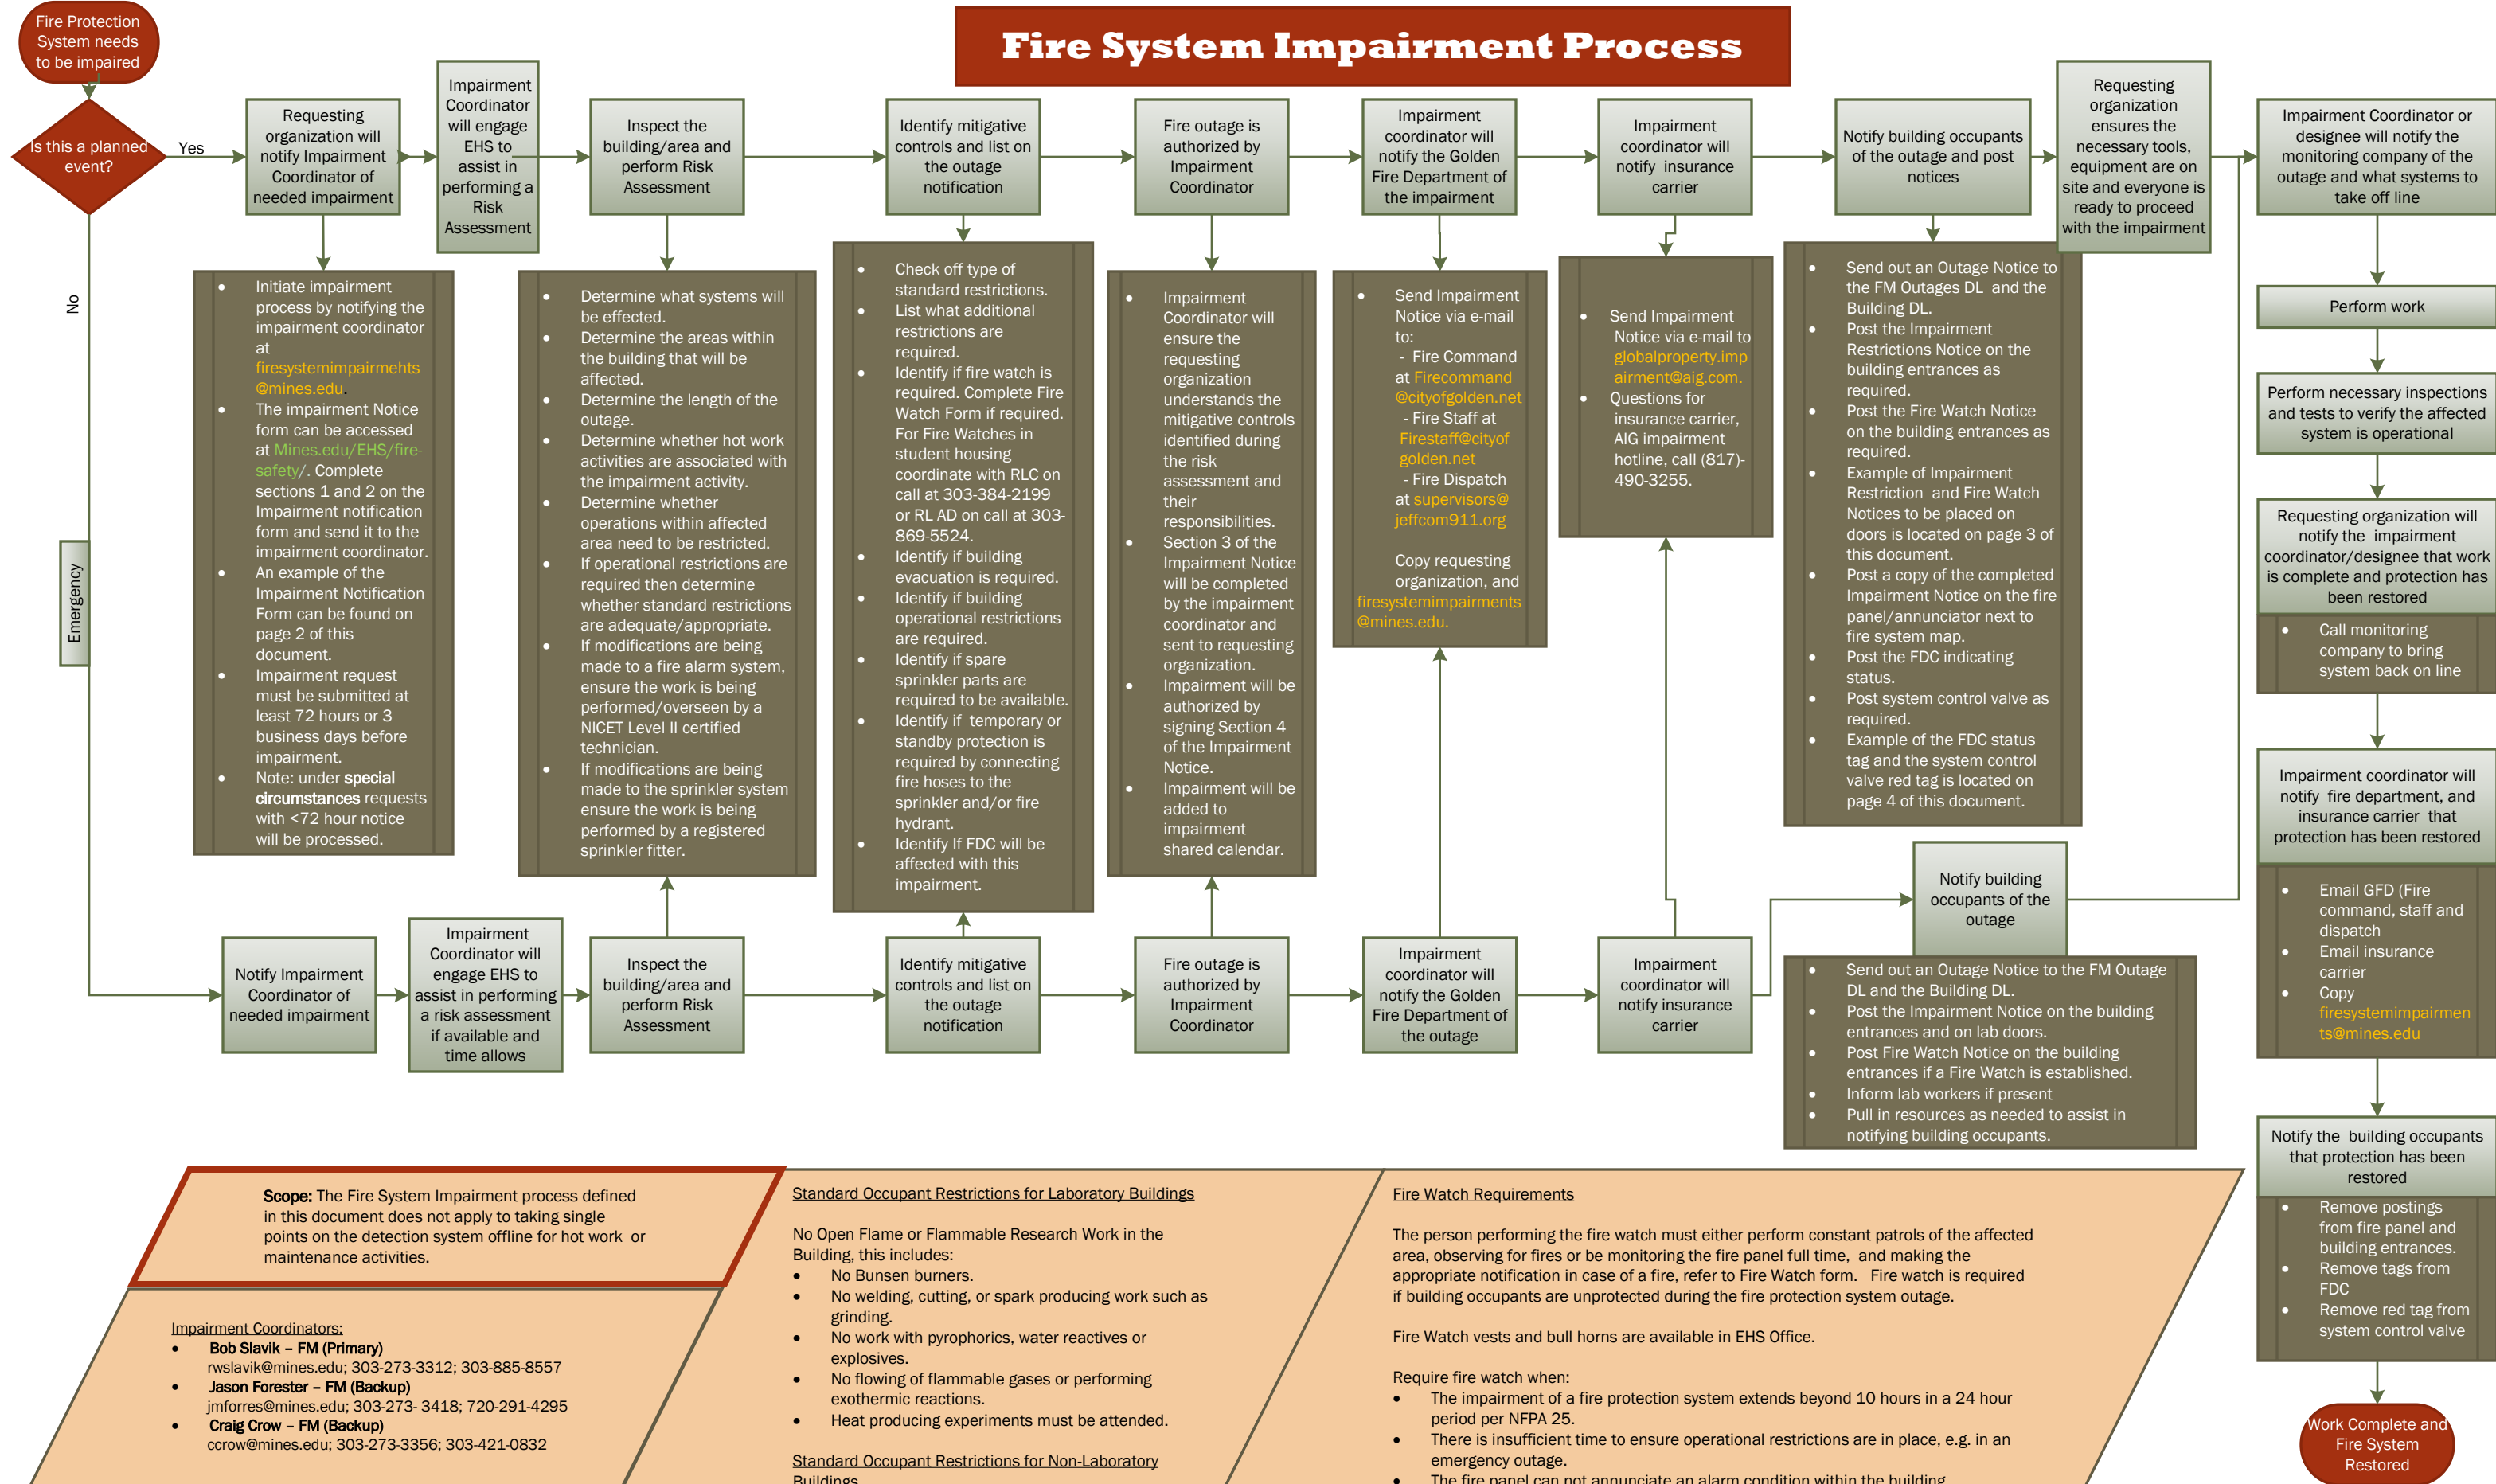 Fire System Impairment Process
Fire Protection
System needs
to be impaired
Is this a planned
event?
Yes
No
Emergency
Requesting
organization will
notify Impairment
Coordinator of
needed impairment
Impairment
Coordinator
will engage
EHS to
assist in
performing a
Risk
Assessment
Inspect the
building/area and
perform Risk
Assessment
Identify mitigative
controls and list on
the outage
notification
Fire outage is
authorized by
Impairment
Coordinator
Impairment
coordinator will
notify the Golden
Fire Department of
the impairment
Impairment
coordinator will
notify insurance
carrier
Notify building occupants
of the outage and post
notices
Requesting
organization
ensures the
necessary tools,
equipment are on
site and everyone is
ready to proceed
with the impairment
Impairment Coordinator or
designee will notify the
monitoring company of the
outage and what systems to
take off line
• Initiate impairment
process by notifying the
impairment coordinator
at
firesystemimpairmehts
@mines.edu.
• The impairment Notice
form can be accessed
at Mines.edu/EHS/fire-
safety/. Complete
sections 1 and 2 on the
Impairment notification
form and send it to the
impairment coordinator.
• An example of the
Impairment Notification
Form can be found on
page 2 of this
document.
• Impairment request
must be submitted at
least 72 hours or 3
business days before
impairment.
• Note: under special
circumstances requests
with <72 hour notice
will be processed.
• Determine what systems will
be effected.
• Determine the areas within
the building that will be
affected.
• Determine the length of the
outage.
• Determine whether hot work
activities are associated with
the impairment activity.
• Determine whether
operations within affected
area need to be restricted.
• If operational restrictions are
required then determine
whether standard restrictions
are adequate/appropriate.
• If modifications are being
made to a fire alarm system,
ensure the work is being
performed/overseen by a
NICET Level II certified
technician.
• If modifications are being
made to the sprinkler system
ensure the work is being
performed by a registered
sprinkler fitter.
• Check off type of
standard restrictions.
• List what additional
restrictions are
required.
• Identify if fire watch is
required. Complete Fire
Watch Form if required.
For Fire Watches in
student housing
coordinate with RLC on
call at 303-384-2199
or RL AD on call at 303-
869-5524.
• Identify if building
evacuation is required.
• Identify if building
operational restrictions
are required.
• Identify if spare
sprinkler parts are
required to be available.
• Identify if temporary or
standby protection is
required by connecting
fire hoses to the
sprinkler and/or fire
hydrant.
• Identify If FDC will be
affected with this
impairment.
• Impairment
Coordinator will
ensure the
requesting
organization
understands the
mitigative controls
identified during
the risk
assessment and
their
responsibilities.
• Section 3 of the
Impairment Notice
will be completed
by the impairment
coordinator and
sent to requesting
organization.
• Impairment will be
authorized by
signing Section 4
of the Impairment
Notice.
• Impairment will be
added to
impairment
shared calendar.
• Send Impairment
Notice via e-mail
to:
- Fire Command
at Firecommand
@cityofgolden.net
- Fire Staff at
Firestaff@cityof
golden.net
- Fire Dispatch
at supervisors@
jeffcom911.org
Copy requesting
organization, and
firesystemimpairments
@mines.edu.
• Send Impairment
Notice via e-mail to
globalproperty.imp
airment@aig.com.
• Questions for
insurance carrier,
AIG impairment
hotline, call (817)-
490-3255.
• Send out an Outage Notice to
the FM Outages DL and the
Building DL.
• Post the Impairment
Restrictions Notice on the
building entrances as
required.
• Post the Fire Watch Notice
on the building entrances as
required.
• Example of Impairment
Restriction and Fire Watch
Notices to be placed on
doors is located on page 3 of
this document.
• Post a copy of the completed
Impairment Notice on the fire
panel/annunciator next to
fire system map.
• Post the FDC indicating
status.
• Post system control valve as
required.
• Example of the FDC status
tag and the system control
valve red tag is located on
page 4 of this document.
Notify Impairment
Coordinator of
needed impairment
Impairment
Coordinator will
engage EHS to
assist in performing
a risk assessment
if available and
time allows
Inspect the
building/area and
perform Risk
Assessment
Identify mitigative
controls and list on
the outage
notification
Fire outage is
authorized by
Impairment
Coordinator
Impairment
coordinator will
notify the Golden
Fire Department of
the outage
Impairment
coordinator will
notify insurance
carrier
Notify building
occupants of the
outage
• Send out an Outage Notice to the FM Outage
DL and the Building DL.
• Post the Impairment Notice on the building
entrances and on lab doors.
• Post Fire Watch Notice on the building
entrances if a Fire Watch is established.
• Inform lab workers if present
• Pull in resources as needed to assist in
notifying building occupants.
Perform work
Perform necessary inspections
and tests to verify the affected
system is operational
Requesting organization will
notify the impairment
coordinator/designee that work
is complete and protection has
been restored
• Call monitoring
company to bring
system back on line
Impairment coordinator will
notify fire department, and
insurance carrier that
protection has been restored
• Email GFD (Fire
command, staff and
dispatch
• Email insurance
carrier
• Copy
firesystemimpairmen
ts@mines.edu
Notify the building occupants
that protection has been
restored
• Remove postings
from fire panel and
building entrances.
• Remove tags from
FDC
• Remove red tag from
system control valve
Work Complete and
Fire System
Restored
Scope: The Fire System Impairment process defined
in this document does not apply to taking single
points on the detection system offline for hot work or
maintenance activities.
Impairment Coordinators:
• Bob Slavik – FM (Primary)
rwslavik@mines.edu; 303-273-3312; 303-885-8557
• Jason Forester – FM (Backup)
jmforres@mines.edu; 303-273- 3418; 720-291-4295
• Craig Crow – FM (Backup)
ccrow@mines.edu; 303-273-3356; 303-421-0832
Standard Occupant Restrictions for Laboratory Buildings
No Open Flame or Flammable Research Work in the
Building, this includes:
• No Bunsen burners.
• No welding, cutting, or spark producing work such as
grinding.
• No work with pyrophorics, water reactives or
explosives.
• No flowing of flammable gases or performing
exothermic reactions.
• Heat producing experiments must be attended.
Standard Occupant Restrictions for Non-Laboratory
Buildings
Fire Watch Requirements
The person performing the fire watch must either perform constant patrols of the affected
area, observing for fires or be monitoring the fire panel full time, and making the
appropriate notification in case of a fire, refer to Fire Watch form. Fire watch is required
if building occupants are unprotected during the fire protection system outage.
Fire Watch vests and bull horns are available in EHS Office.
Require fire watch when:
• The impairment of a fire protection system extends beyond 10 hours in a 24 hour
period per NFPA 25.
• There is insufficient time to ensure operational restrictions are in place, e.g. in an
emergency outage.
• The fire panel can not annunciate an alarm condition within the building